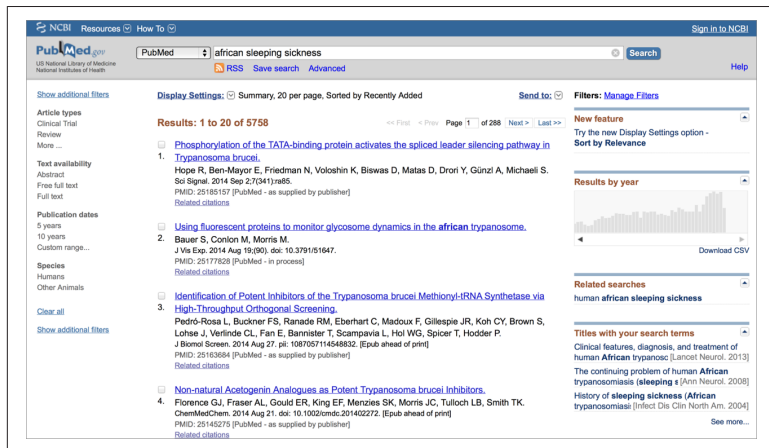 NCBI Resources How To Sign in to NCBI
PubMed.gov
US National Library of Medicine
National Institutes of Health
PubMed african sleeping sickness Search
RSS Save search Advanced Help
Show additional filters
Article types
Clinical Trial
Review
More ...
Text availability
Abstract
Free full text
Full text
Publication dates
5 years
10 years
Custom range...
Species
Humans
Other Animals
Clear all
Show additional filters
Display Settings: Summary, 20 per page, Sorted by Recently Added Send to:
Results: 1 to 20 of 5758 << First < Prev Page 1 of 288 Next > Last >>
Phosphorylation of the TATA-binding protein activates the spliced leader silencing pathway in
1. Trypanosoma brucei.
Hope R, Ben-Mayor E, Friedman N, Voloshin K, Biswas D, Matas D, Drori Y, Günzl A, Michaeli S.
Sci Signal. 2014 Sep 2;7(341):ra85.
PMID: 25185157 [PubMed - as supplied by publisher]
Related citations
Using fluorescent proteins to monitor glycosome dynamics in the african trypanosome.
2. Bauer S, Conlon M, Morris M.
J Vis Exp. 2014 Aug 19;(90). doi: 10.3791/51647.
PMID: 25177828 [PubMed - in process]
Related citations
Identification of Potent Inhibitors of the Trypanosoma brucei Methionyl-tRNA Synthetase via
3. High-Throughput Orthogonal Screening.
Pedró-Rosa L, Buckner FS, Ranade RM, Eberhart C, Madoux F, Gillespie JR, Koh CY, Brown S,
Lohse J, Verlinde CL, Fan E, Bannister T, Scampavia L, Hol WG, Spicer T, Hodder P.
J Biomol Screen. 2014 Aug 27. pii: 1087057114548832. [Epub ahead of print]
PMID: 25163684 [PubMed - as supplied by publisher]
Related citations
Non-natural Acetogenin Analogues as Potent Trypanosoma brucei Inhibitors.
4. Florence GJ, Fraser AL, Gould ER, King EF, Menzies SK, Morris JC, Tulloch LB, Smith TK.
ChemMedChem. 2014 Aug 21. doi: 10.1002/cmdc.201402272. [Epub ahead of print]
PMID: 25145275 [PubMed - as supplied by publisher]
Related citations
Filters: Manage Filters
New feature
Try the new Display Settings option -
Sort by Relevance
Results by year
Download CSV
Related searches
human african sleeping sickness
Titles with your search terms
Clinical features, diagnosis, and treatment of
human African trypanosc [Lancet Neurol. 2013]
The continuing problem of human African
trypanosomiasis (sleeping s [Ann Neurol. 2008]
History of sleeping sickness (African
trypanosomiasi: [Infect Dis Clin North Am. 2004]
See more...